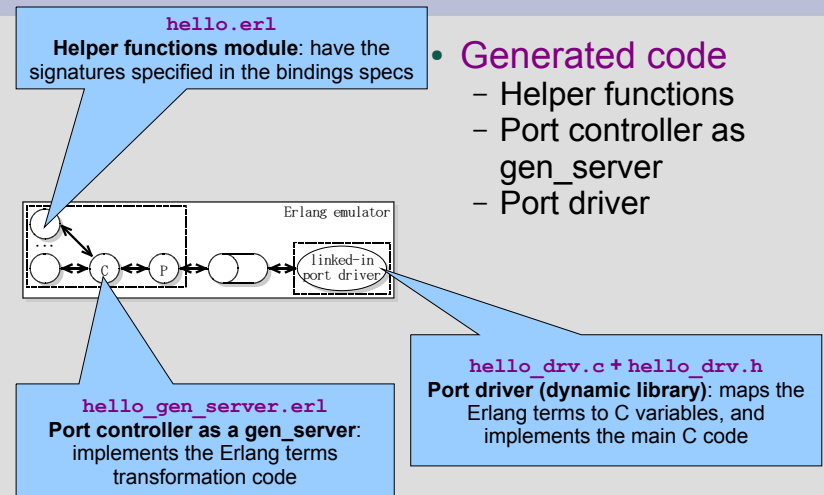 hello.erl
Helper functions module: have the
signatures specified in the bindings specs
• Generated code
– Helper functions
– Port controller as
gen_server
– Port driver
Erlang emulator
...
C
P
linked-in
port driver
hello_gen_server.erl
Port controller as a gen_server:
implements the Erlang terms
transformation code
hello_drv.c + hello_drv.h
Port driver (dynamic library): maps the
Erlang terms to C variables, and
implements the main C code